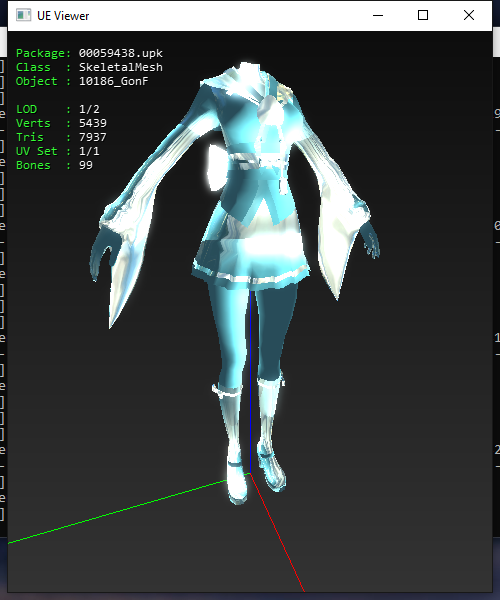 UE Viewer
Package: 00059438.upk
Class : SkeletalMesh
Object : 10186_GonF
LOD : 1/2
Verts : 5439
Tris : 7937
UV Set : 1/1
Bones : 99